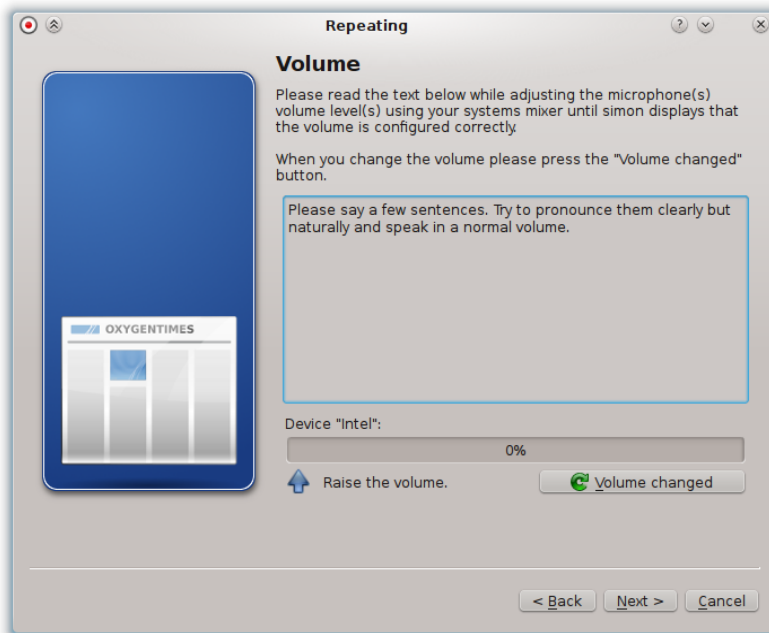 Repeating
Volume
Please read the text below while adjusting the microphone(s)
volume level(s) using your systems mixer until simon displays that
the volume is configured correctly.
When you change the volume please press the "Volume changed"
button.
Please say a few sentences. Try to pronounce them clearly but
naturally and speak in a normal volume.
OXYGENTIMES
Device "Intel":
0%
Raise the volume.
Volume changed
< Back
Next >
Cancel